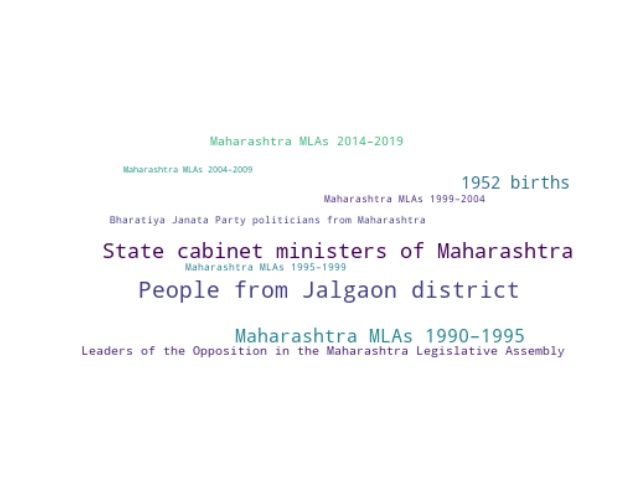 Maharashtra MLAs 2014–2019
Maharashtra MLAs 2004–2009
1952 births
Maharashtra MLAs 1999–2004
Bharatiya Janata Party politicians from Maharashtra
State cabinet ministers of Maharashtra
Maharashtra MLAs 1995–1999
People from Jalgaon district
Maharashtra MLAs 1990–1995
Leaders of the Opposition in the Maharashtra Legislative Assembly